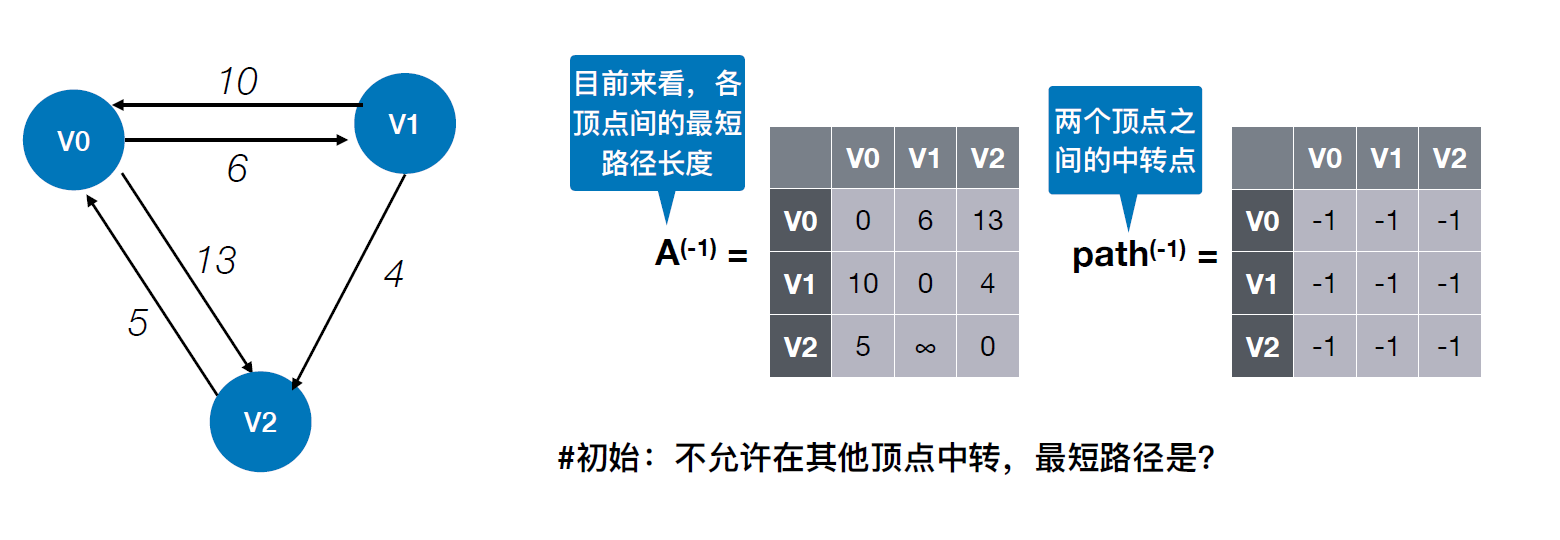 10
V0
V1
6
13
4
5
V2
目前来看，各
顶点间的最短
路径长度
A(-1) =
V0 V1 V2
V0 0 6 13
V1 10 0 4
V2 5 ∞ 0
两个顶点之
间的中转点
path(-1) =
V0 V1 V2
V0 -1 -1 -1
V1 -1 -1 -1
V2 -1 -1 -1
#初始：不允许在其他顶点中转，最短路径是？